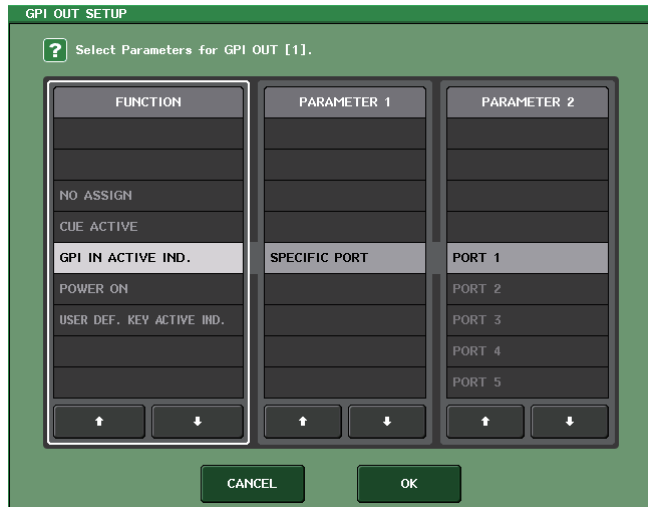 GPI OUT SETUP
? Select Parameters for GPI OUT [1].
FUNCTION
NO ASSIGN
CUE ACTIVE
GPI IN ACTIVE IND.
POWER ON
USER DEF. KEY ACTIVE IND.
PARAMETER 1
SPECIFIC PORT
PARAMETER 2
PORT 1
PORT 2
PORT 3
PORT 4
PORT 5
CANCEL
OK